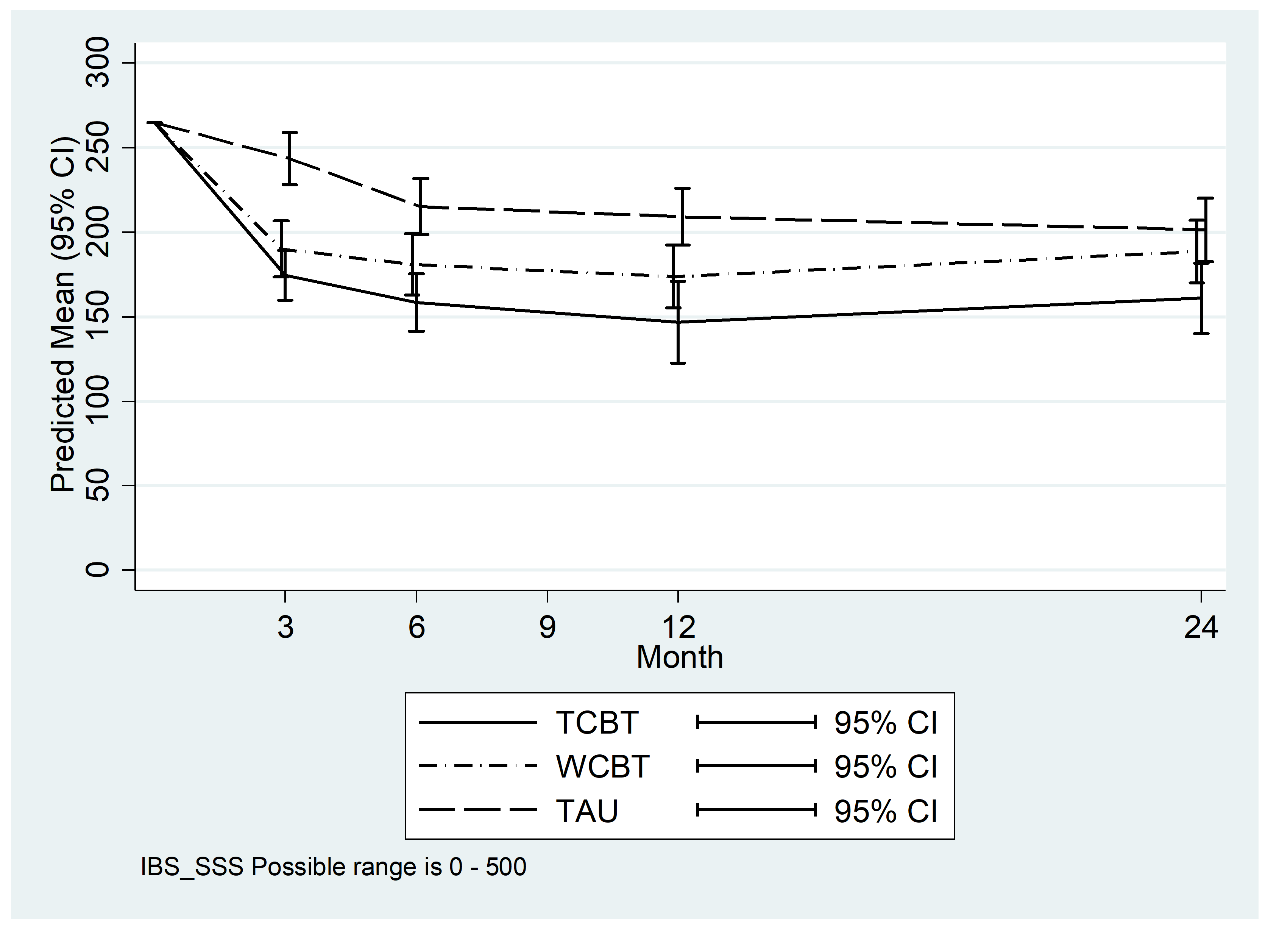 300
250
200
150
100
50
0
Predicted Mean (95% CI)
3 6 9 12 24
Month
TCBT 95% CI
WCBT 95% CI
TAU 95% CI
IBS_SSS Possible range is 0 - 500